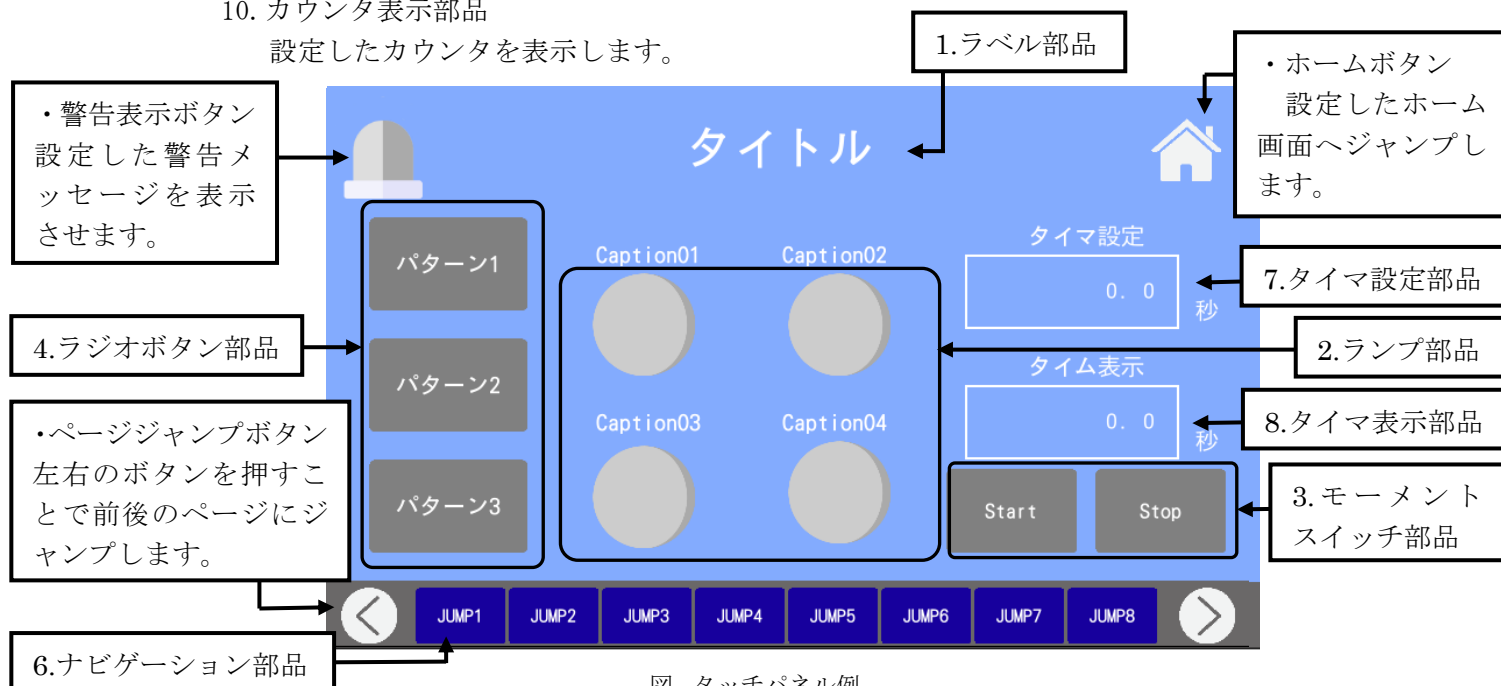 10. カウンタ表示部品
設定したカウンタを表示します。
1.ラベル部品
・ホームボタン
設定したホーム
画面へジャンプし
ます。
・警告表示ボタン
設定した警告メ
ッセージを表示
させます。
タイトル
4.ラジオボタン部品
パターン1
パターン2
パターン3
Caption01
Caption02
Caption03
Caption04
タイマ設定
0.0
秒
7.タイマ設定部品
2.ランプ部品
タイム表示
0.0
秒
8.タイマ表示部品
Start
Stop
3.モーメント
スイッチ部品
・ページジャンプボタン
左右のボタンを押すこ
とで前後のページにジ
ャンプします。
JUMP1
JUMP2
JUMP3
JUMP4
JUMP5
JUMP6
JUMP7
JUMP8
6.ナビゲーション部品
図 タッチパネル例